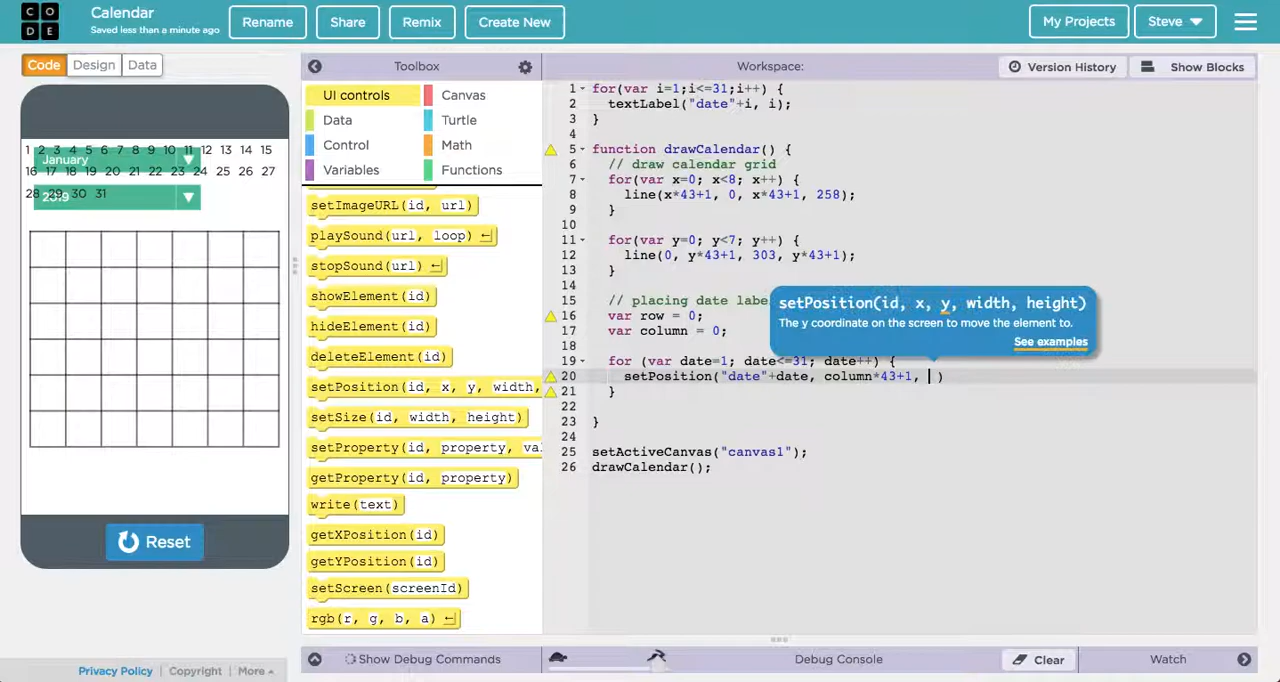 CO
DE
Calendar
Saved less than a minute ago
Rename
Share
Remix
Create New
My Projects
Steve
Code
Design
Data
Toolbox
Workspace:
Version History
Show Blocks
UI controls
Canvas
Data
Turtle
Control
Math
Variables
Functions
1 2 3 4 5 6 7 8 9 10 11 12 13 14 15
January
16 17 18 19 20 21 22 23 24 25 26 27
28 29 30 31
Reset
setImageURL(id, url)
playSound(url, loop)
stopSound(url)
showElement(id)
hideElement(id)
deleteElement(id)
setPosition(id, x, y, width,
setSize(id, width, height)
setProperty(id, property, val
getProperty(id, property)
write(text)
getXPosition(id)
getYPosition(id)
setScreen(screenId)
rgb(r, g, b, a)
1 for(var i=1;i<=31;i++) {
2 textLabel("date"+i, i);
3 }
4
5 function drawCalendar() {
6 // draw calendar grid
7 for(var x=0; x<8; x++) {
8 line(x*43+1, 0, x*43+1, 258);
9 }
10
11 for(var y=0; y<7; y++) {
12 line(0, y*43+1, 303, y*43+1);
13 }
14
15 // placing date labe
16 var row = 0;
17 var column = 0;
18
19 for (var date=1; date<=31; date++) {
20 setPosition("date"+date, column*43+1, )
21 }
22
23 }
24
25 setActiveCanvas("canvas1");
26 drawCalendar();
setPosition(id, x, y, width, height)
The y coordinate on the screen to move the element to.
See examples
Privacy Policy | Copyright | More
Show Debug Commands
Debug Console
Clear
Watch